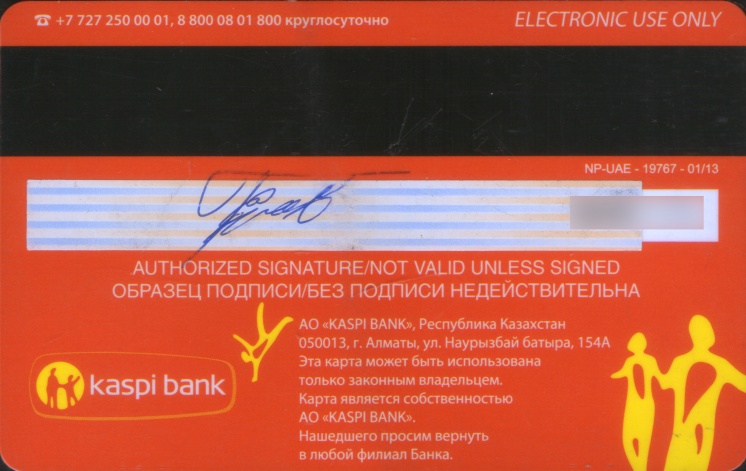 ☎ +7 727 250 00 01, 8 800 08 01 800 круглосуточно
ELECTRONIC USE ONLY
NP-UAE - 19767 - 01/13
AUTHORIZED SIGNATURE/NOT VALID UNLESS SIGNED
ОБРАЗЕЦ ПОДПИСИ/БЕЗ ПОДПИСИ НЕДЕЙСТВИТЕЛЬНА
kaspi bank
АО «KASPI BANK», Республика Казахстан
050013, г. Алматы, ул. Наурызбай батыра, 154А
Эта карта может быть использована
только законным владельцем.
Карта является собственностью
АО «KASPI BANK».
Нашедшего просим вернуть
в любой филиал Банка.